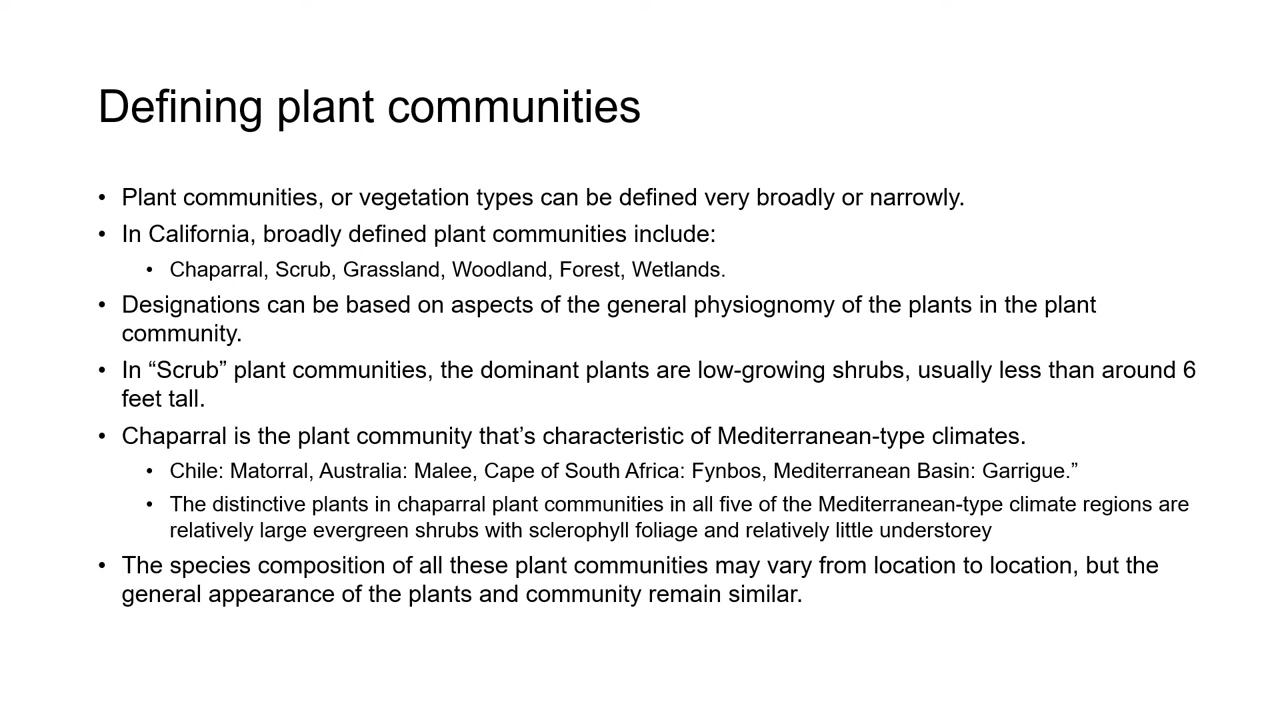 Defining plant communities
• Plant communities, or vegetation types can be defined very broadly or narrowly.
• In California, broadly defined plant communities include:
• Chaparral, Scrub, Grassland, Woodland, Forest, Wetlands.
• Designations can be based on aspects of the general physiognomy of the plants in the plant
community.
• In “Scrub” plant communities, the dominant plants are low-growing shrubs, usually less than around 6
feet tall.
• Chaparral is the plant community that’s characteristic of Mediterranean-type climates.
• Chile: Matorral, Australia: Malee, Cape of South Africa: Fynbos, Mediterranean Basin: Garrigue.”
• The distinctive plants in chaparral plant communities in all five of the Mediterranean-type climate regions are
relatively large evergreen shrubs with sclerophyll foliage and relatively little understorey
• The species composition of all these plant communities may vary from location to location, but the
general appearance of the plants and community remain similar.